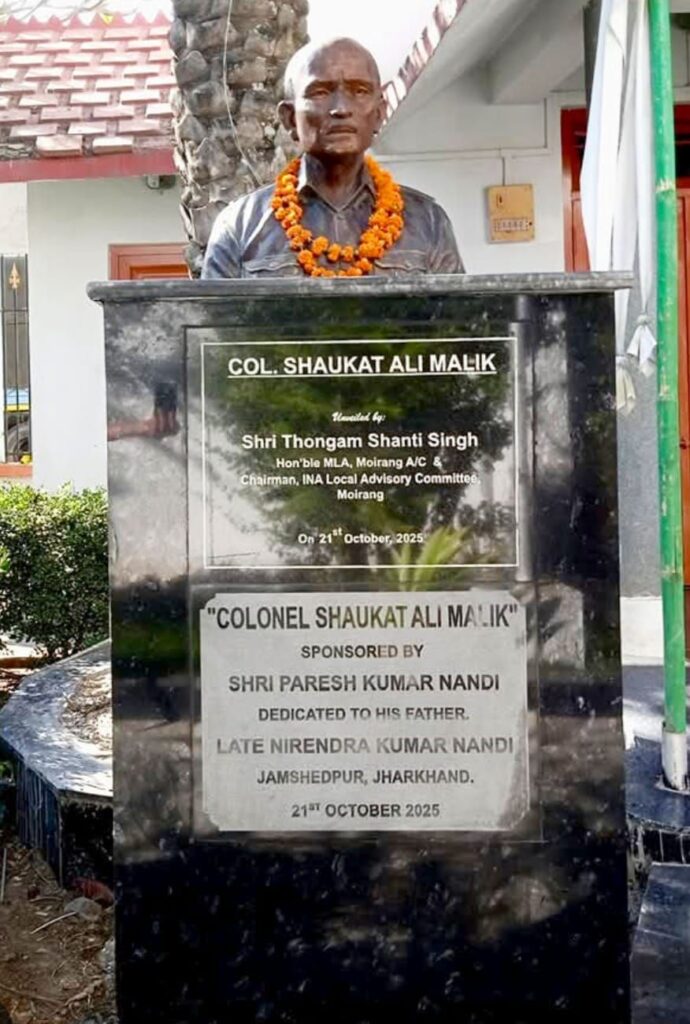 COL. SHAUKAT ALI MALIK
Unveiled by:
Shri Thongam Shanti Singh
Hon'ble MLA, Moirang A/C &
Chairman, INA Local Advisory Committee,
Moirang
On 21st October, 2025
"COLONEL SHAUKAT ALI MALIK"
SPONSORED BY
SHRI PARESH KUMAR NANDI
DEDICATED TO HIS FATHER.
LATE NIRENDRA KUMAR NANDI
JAMSHEDPUR, JHARKHAND.
21ST OCTOBER 2025